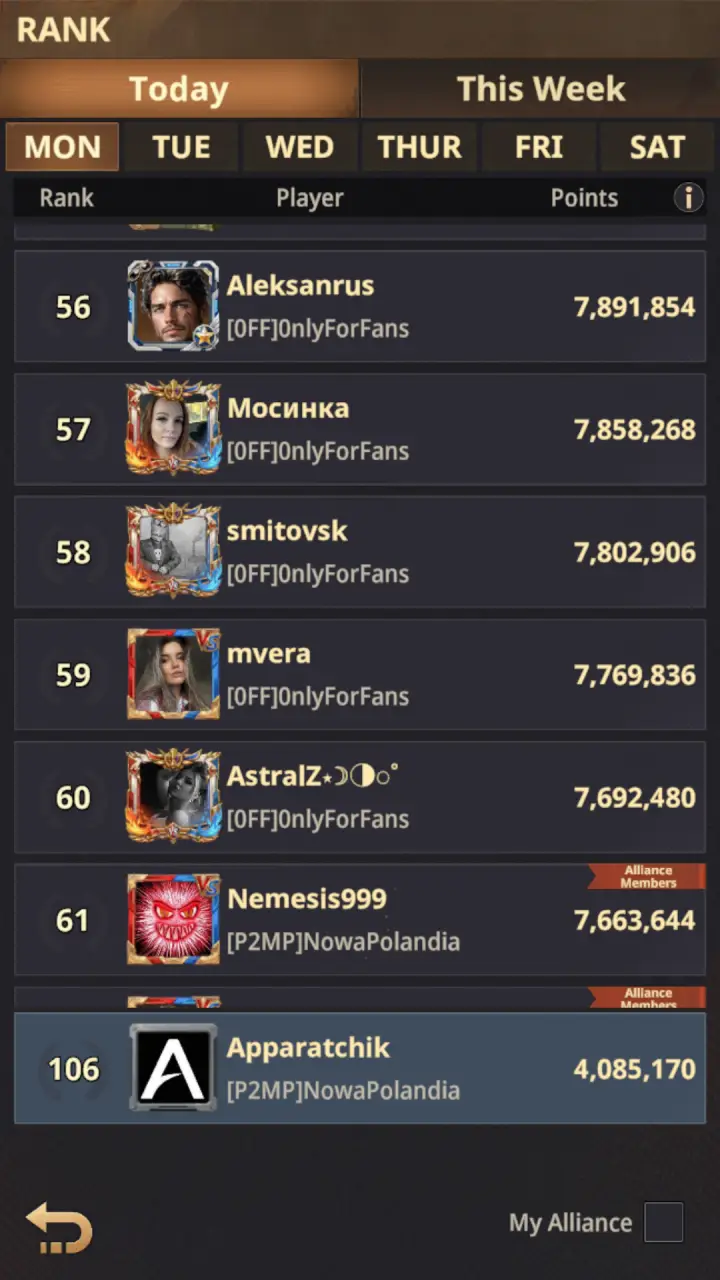 RANK
Today
This Week
MON TUE WED THUR FRI SAT
Rank Player Points i
56 Aleksanrus 7,891,854
[0FF]0nlyForFans
57 Мосинка 7,858,268
[0FF]0nlyForFans
58 smitovsk 7,802,906
[0FF]0nlyForFans
59 mvera 7,769,836
[0FF]0nlyForFans
60 AstralZ⋆☽◑○˚ 7,692,480
[0FF]0nlyForFans
VS
Alliance
Members
61 Nemesis999 7,663,644
[P2MP]NowaPolandia
Alliance
Members
106 Apparatchik 4,085,170
[P2MP]NowaPolandia
My Alliance